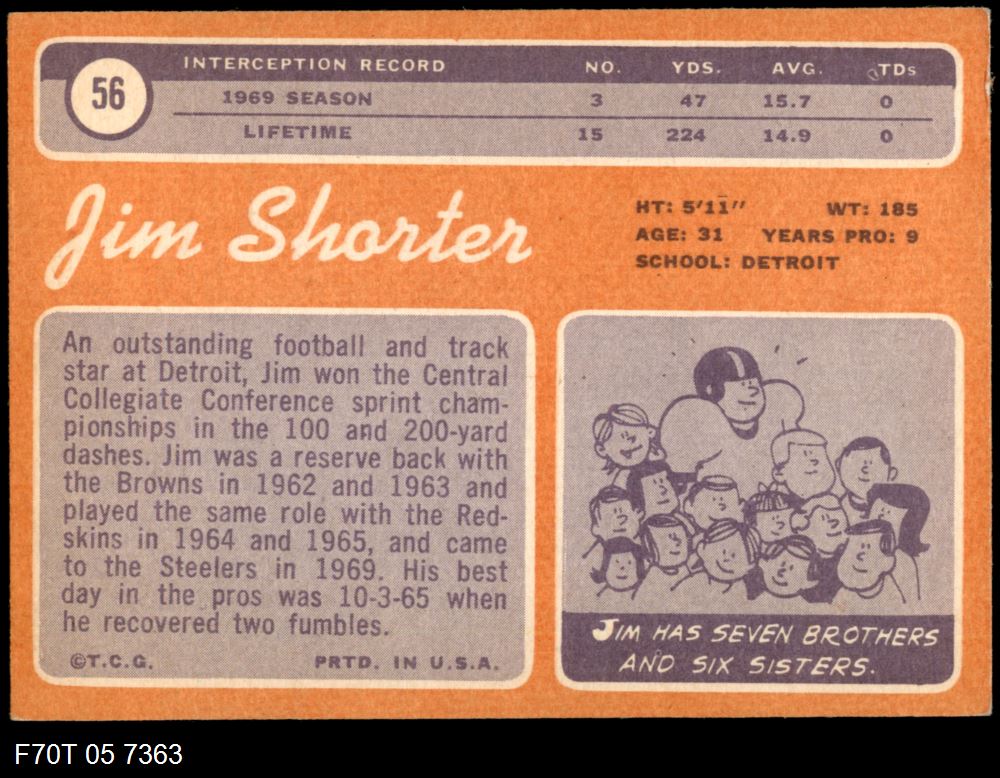 56
INTERCEPTION RECORD NO. YDS. AVG. TDs
1969 SEASON 3 47 15.7 0
LIFETIME 15 224 14.9 0
Jim Shorter
HT: 5'11" WT: 185
AGE: 31 YEARS PRO: 9
SCHOOL: DETROIT
An outstanding football and track
star at Detroit, Jim won the Central
Collegiate Conference sprint cham-
pionships in the 100 and 200-yard
dashes. Jim was a reserve back with
the Browns in 1962 and 1963 and
played the same role with the Red-
skins in 1964 and 1965, and came
to the Steelers in 1969. His best
day in the pros was 10-3-65 when
he recovered two fumbles.
©T.C.G. PRTD. IN U.S.A.
JIM HAS SEVEN BROTHERS
AND SIX SISTERS.
F70T 05 7363